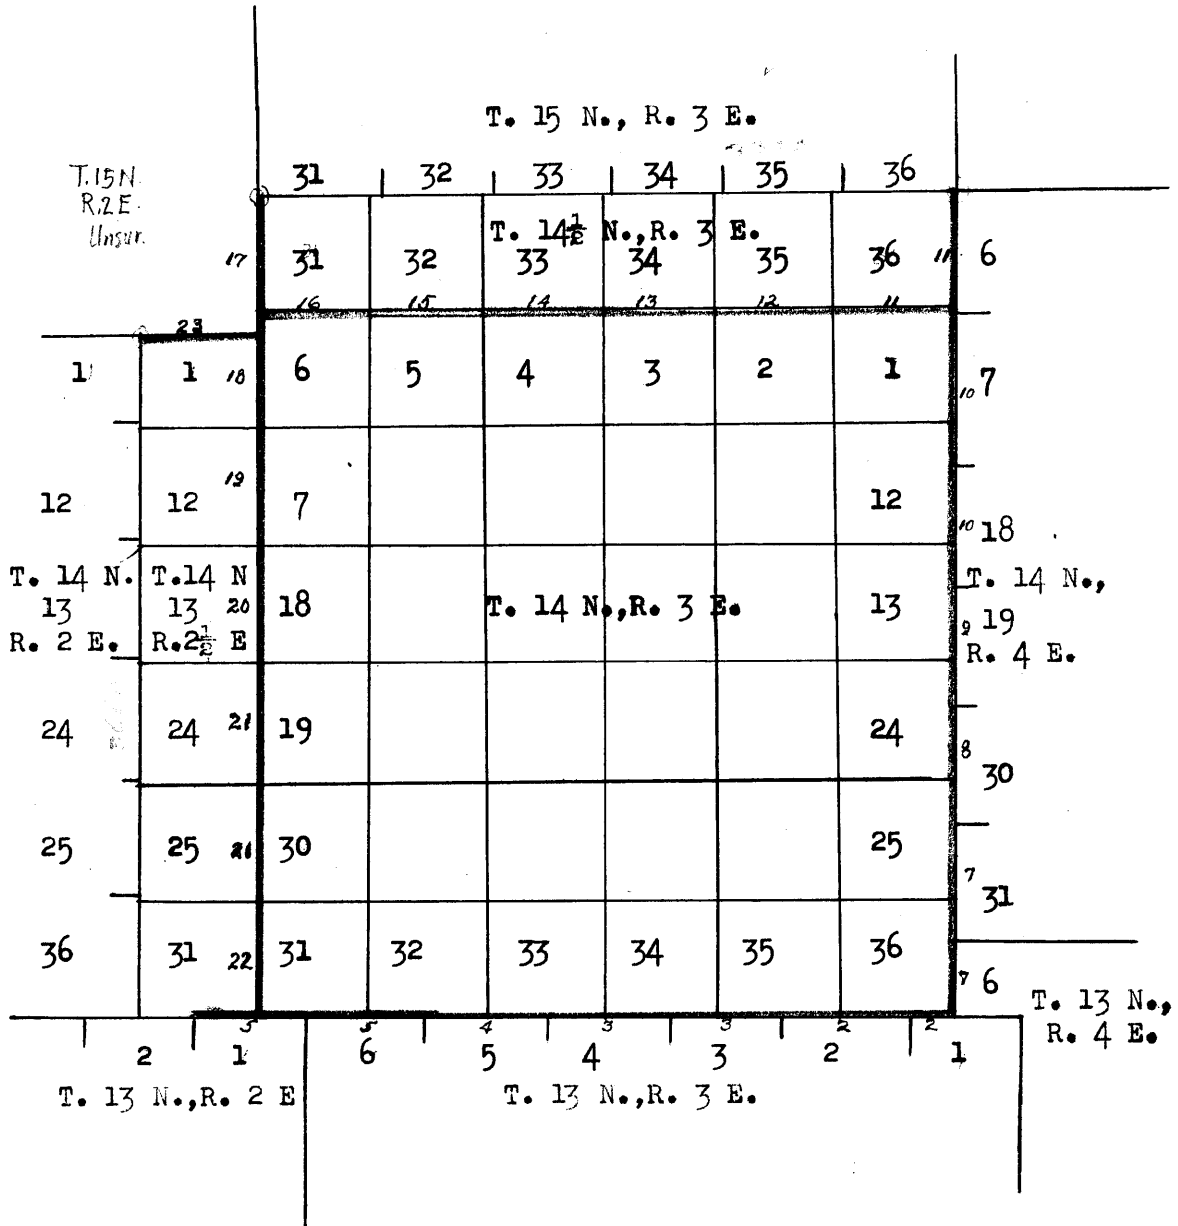 T. 15 N., R. 3 E.
31 32 33 34 35 36
T.15N.
R.2E.
Unsur.
T. 14½ N.,R. 3 E.
17 31 32 33 34 35 36 11 6
16 15 14 13 12 11
23
1 1 18 6 5 4 3 2 1 10 7
19
12 12 7 12
10 18
T. 14 N. T.14 N T. 14 N.,
13 13 20 18 T. 14 N.,R. 3 E. 13 9 19
R. 2 E. R.2½ E R. 4 E.
24 24 21 19 24 8
30
25 25 21 30 25 7
31
36 31 22 31 32 33 34 35 36 7 6
T. 13 N.,
R. 4 E.
5 5 4 3 3 2 2
2 1 6 5 4 3 2 1
T. 13 N.,R. 2 E T. 13 N.,R. 3 E.